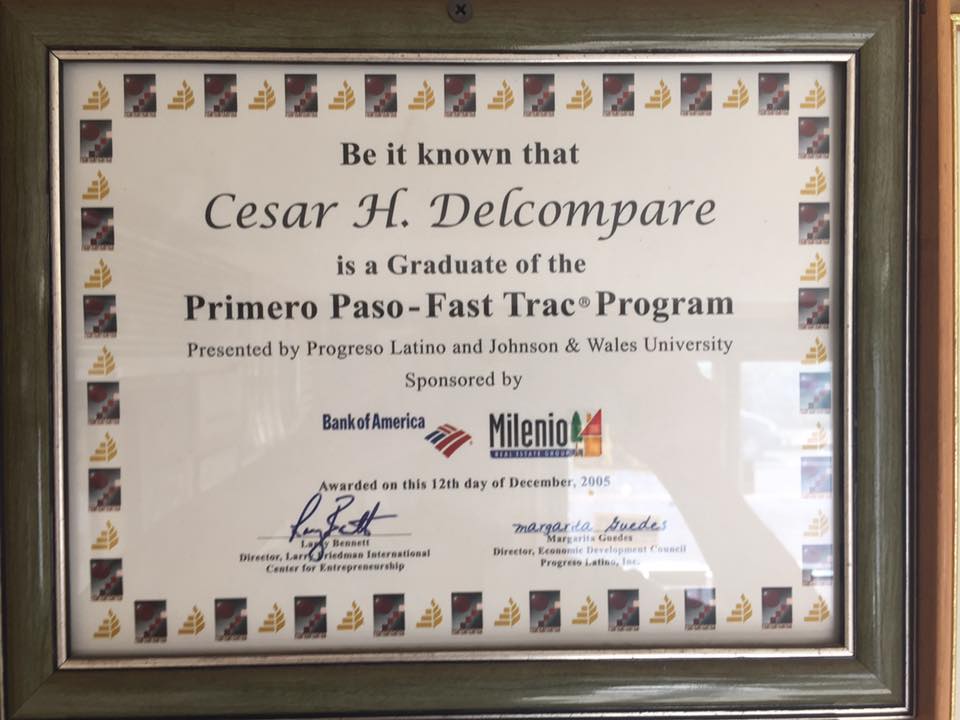 Be it known that
Cesar H. Delcompare
is a Graduate of the
Primero Paso-Fast Trac® Program
Presented by Progreso Latino and Johnson & Wales University
Sponsored by
Bank of America
Milenio
REAL ESTATE GROUP
Awarded on this 12th day of December, 2005
margarita Guedes
Larry Bennett
Margarita Guedes
Director, Larry Friedman International
Director, Economic Development Council
Center for Entrepreneurship
Progreso Latino, Inc.